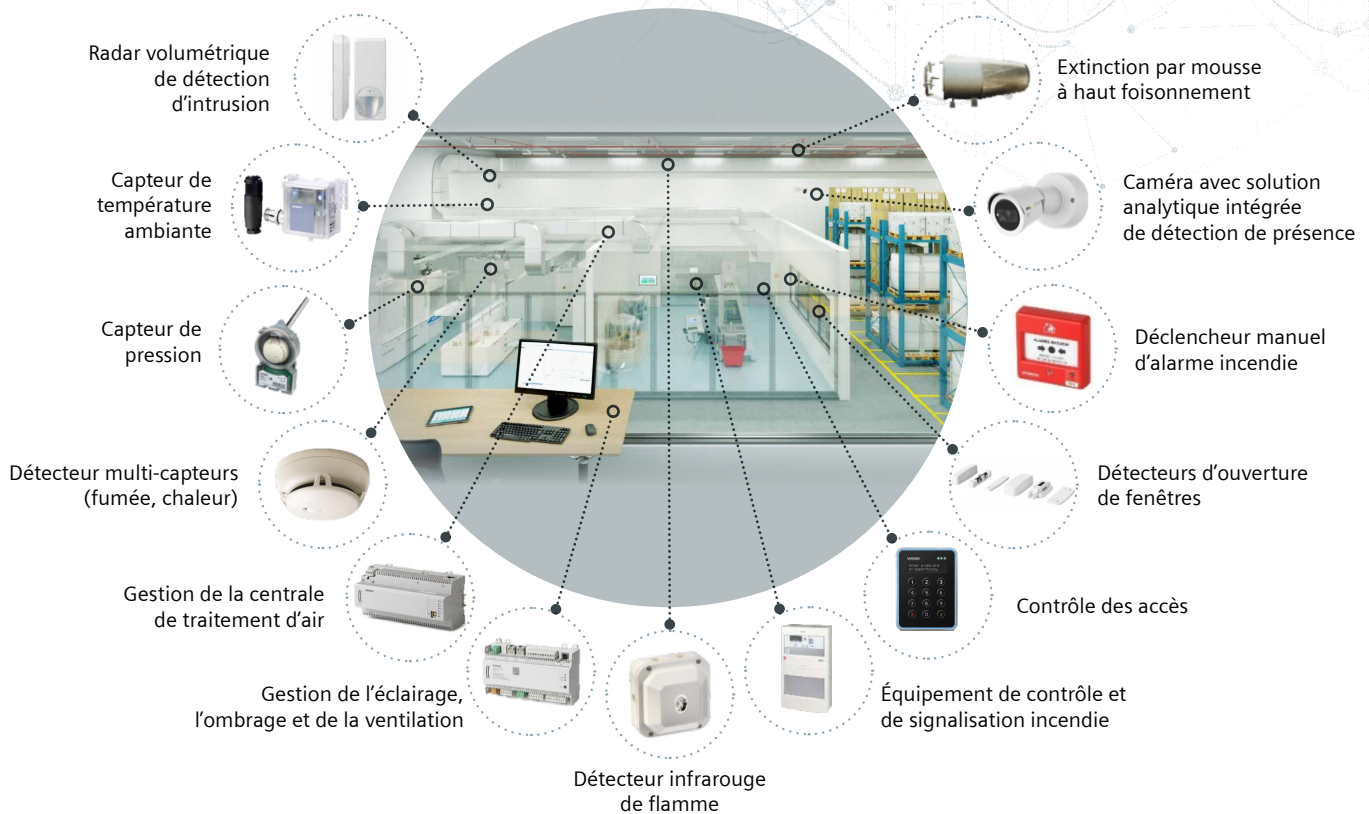 Radar volumétrique
de détection
d’intrusion
Capteur de
température
ambiante
Capteur de
pression
Détecteur multi-capteurs
(fumée, chaleur)
Gestion de la centrale
de traitement d’air
Gestion de l’éclairage,
l’ombrage et de la ventilation
Détecteur infrarouge
de flamme
Équipement de contrôle et
de signalisation incendie
Contrôle des accès
Détecteurs d’ouverture
de fenêtres
Déclencheur manuel
d’alarme incendie
Caméra avec solution
analytique intégrée
de détection de présence
Extinction par mousse
à haut foisonnement